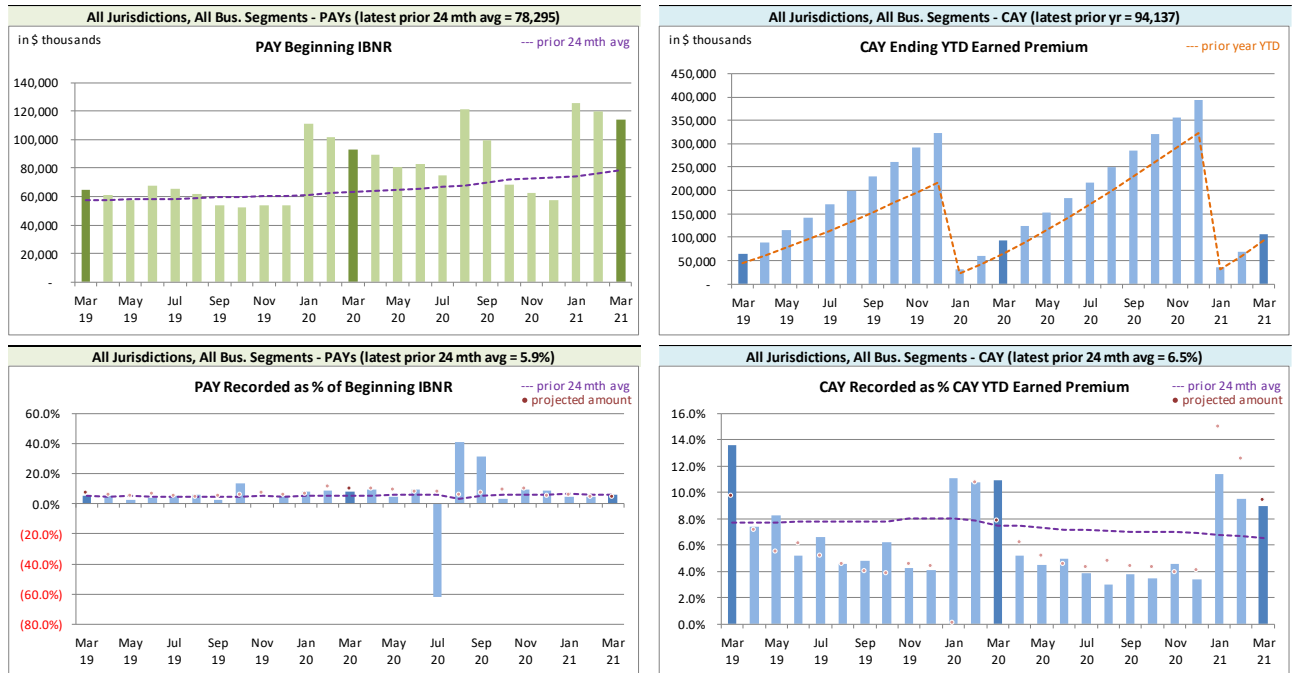 All Jurisdictions, All Bus. Segments - PAYs (latest prior 24 mth avg = 78,295)
in $ thousands
PAY Beginning IBNR
--- prior 24 mth avg
140,000
120,000
100,000
80,000
60,000
40,000
20,000
-
Mar May Jul Sep Nov Jan Mar May Jul Sep Nov Jan Mar
19 19 19 19 19 20 20 20 20 20 20 21 21
All Jurisdictions, All Bus. Segments - CAY (latest prior yr = 94,137)
in $ thousands
CAY Ending YTD Earned Premium
--- prior year YTD
450,000
400,000
350,000
300,000
250,000
200,000
150,000
100,000
50,000
-
Mar May Jul Sep Nov Jan Mar May Jul Sep Nov Jan Mar
19 19 19 19 19 20 20 20 20 20 20 21 21
All Jurisdictions, All Bus. Segments - PAYs (latest prior 24 mth avg = 5.9%)
PAY Recorded as % of Beginning IBNR
--- prior 24 mth avg
• projected amount
60.0%
40.0%
20.0%
0.0%
(20.0%)
(40.0%)
(60.0%)
(80.0%)
Mar May Jul Sep Nov Jan Mar May Jul Sep Nov Jan Mar
19 19 19 19 19 20 20 20 20 20 20 21 21
All Jurisdictions, All Bus. Segments - CAY (latest prior 24 mth avg = 6.5%)
CAY Recorded as % CAY YTD Earned Premium
--- prior 24 mth avg
• projected amount
16.0%
14.0%
12.0%
10.0%
8.0%
6.0%
4.0%
2.0%
0.0%
Mar May Jul Sep Nov Jan Mar May Jul Sep Nov Jan Mar
19 19 19 19 19 20 20 20 20 20 20 21 21